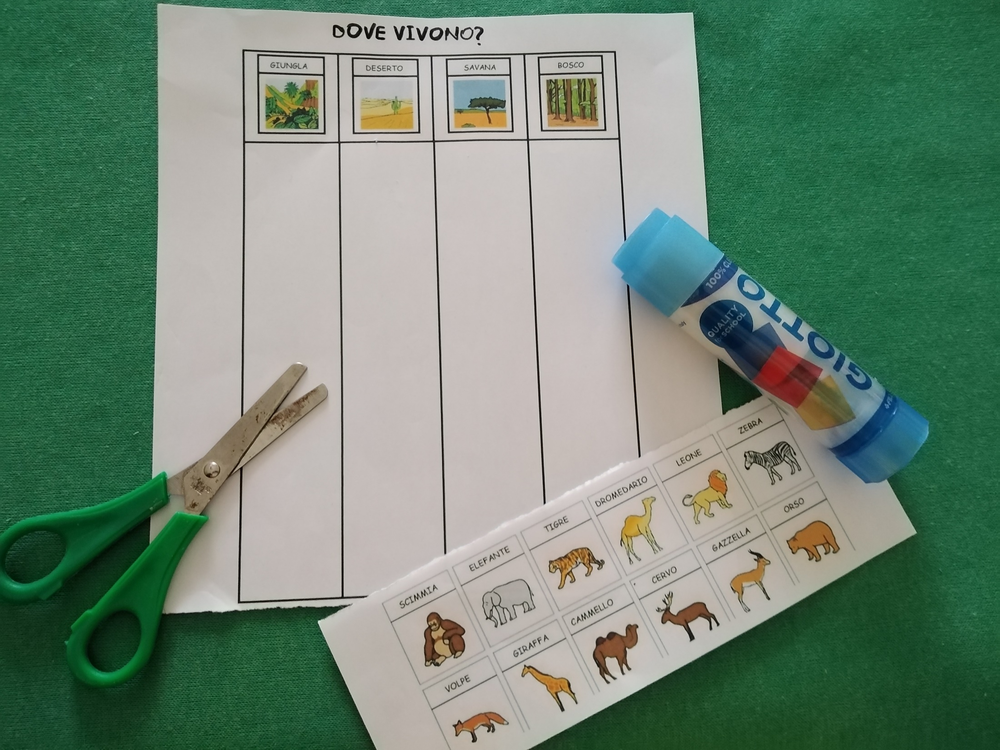 DOVE VIVONO?
GIUNGLA
DESERTO
SAVANA
BOSCO
100%
GIOTTO
QUALITY
for SCHOOL
SCIMMIA
ELEFANTE
TIGRE
DROMEDARIO
LEONE
ZEBRA
VOLPE
GIRAFFA
CAMMELLO
CERVO
GAZZELLA
ORSO